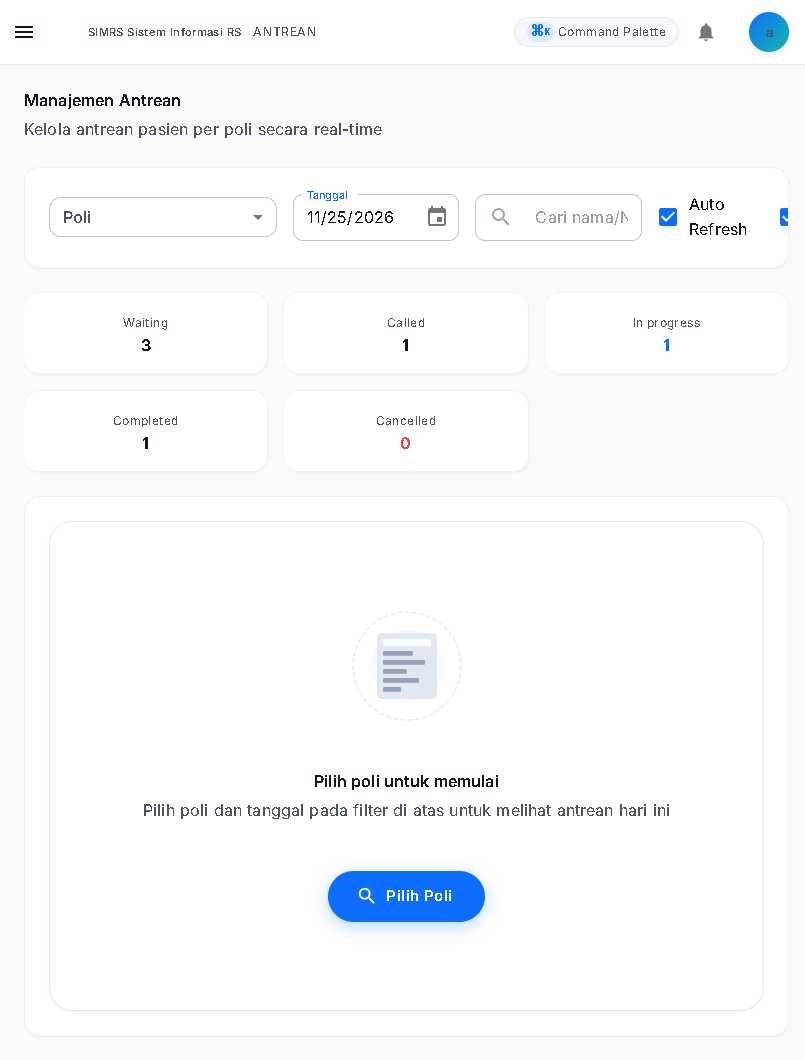 SIMRS Sistem Informasi RS ANTREAN
⌘K Command Palette
a
Manajemen Antrean
Kelola antrean pasien per poli secara real-time
Poli
Tanggal
11/25/2026
Cari nama/N
Auto
Refresh
Waiting
3
Called
1
In progress
1
Completed
1
Cancelled
0
Pilih poli untuk memulai
Pilih poli dan tanggal pada filter di atas untuk melihat antrean hari ini
Pilih Poli